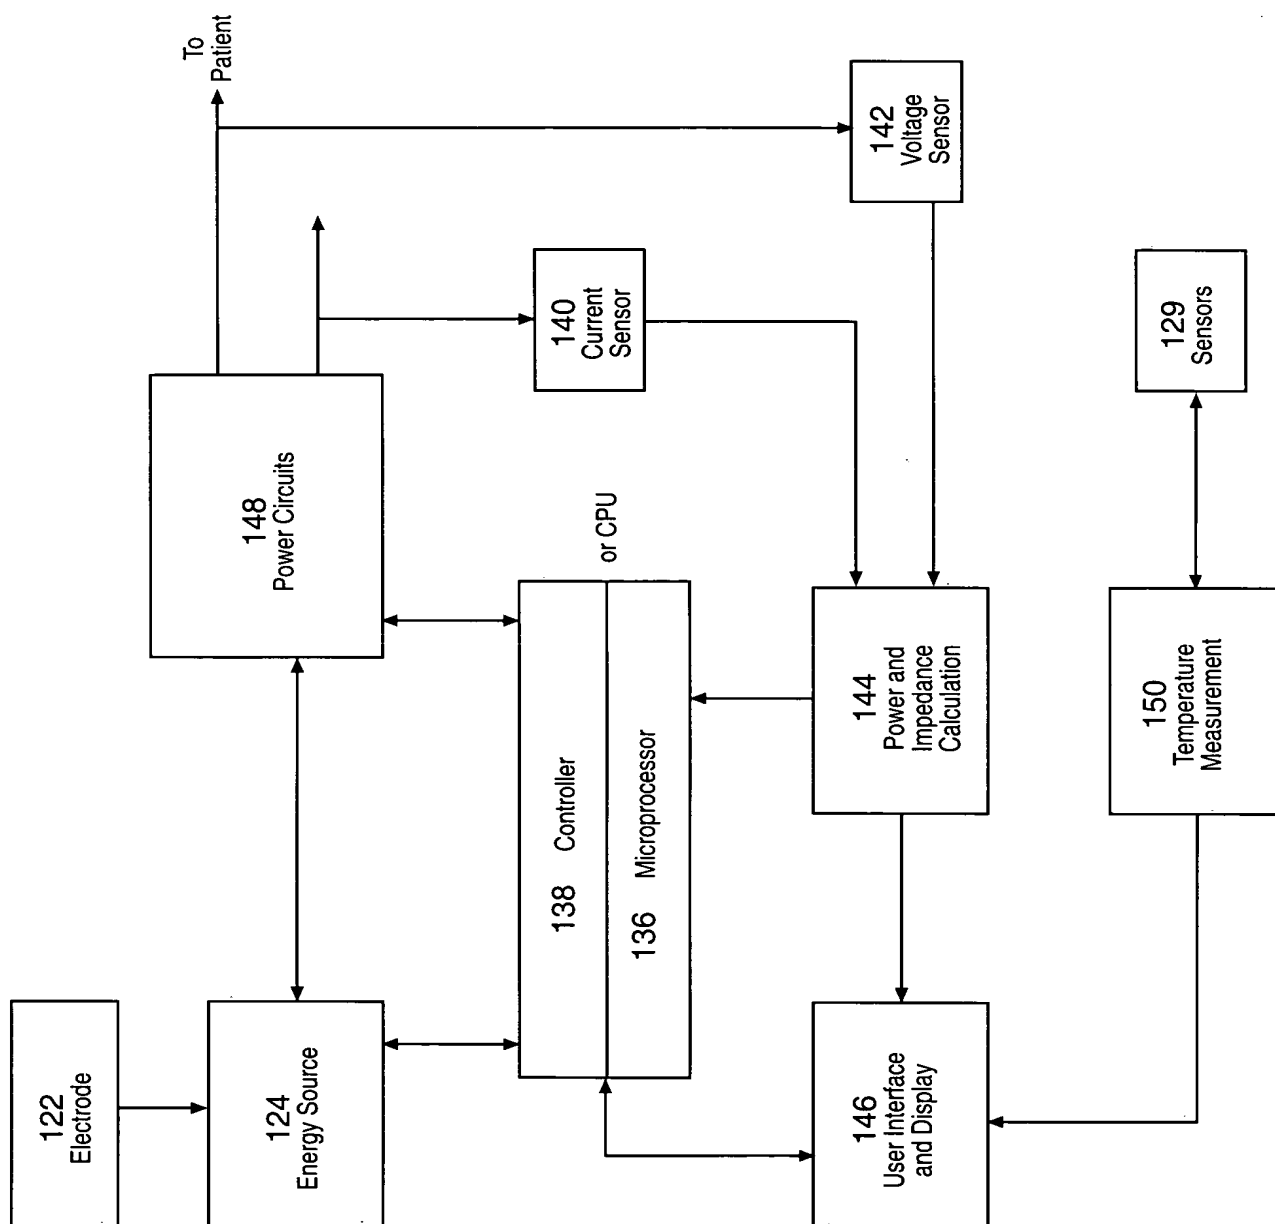 122
Electrode
124
Energy Source
148
Power Circuits
To
Patient
138 Controller
136 Microprocessor
or CPU
140
Current
Sensor
142
Voltage
Sensor
146
User Interface
and Display
144
Power and
Impedance
Calculation
150
Temperature
Measurement
129
Sensors